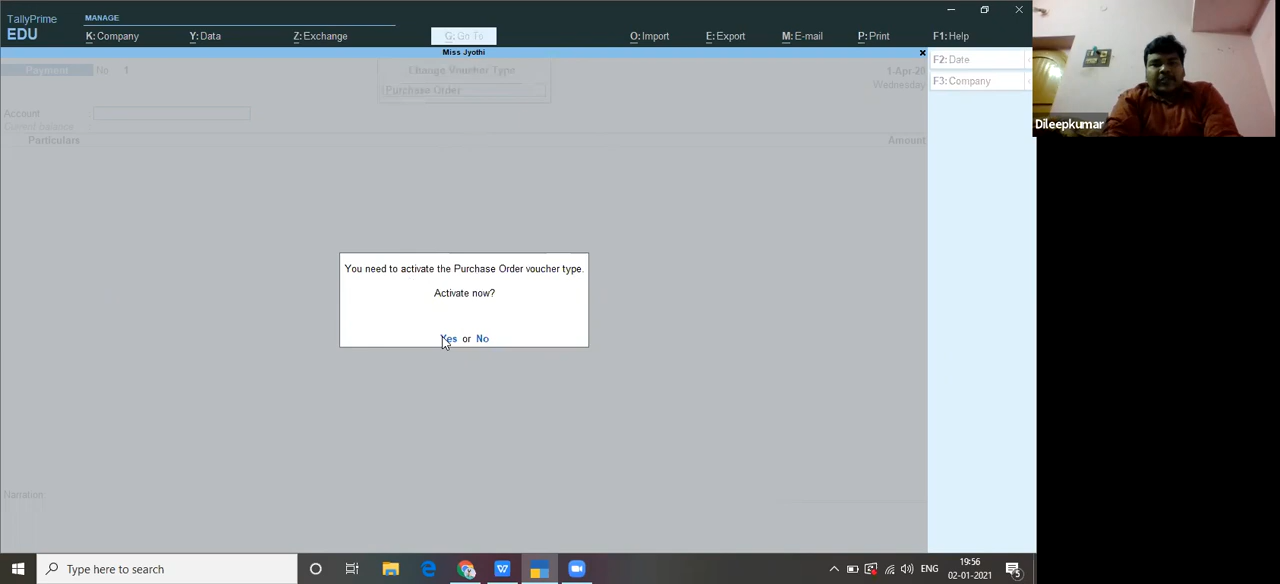 TallyPrime
EDU
MANAGE
K: Company
Y: Data
Z: Exchange
G: Go To
O: Import
E: Export
M: E-mail
P: Print
F1: Help
Miss Jyothi
F2: Date
F3: Company
Payment No 1
Change Voucher Type
Purchase Order
1-Apr-20
Wednesday
Account
Current balance
Particulars
Amount
Dileepkumar
You need to activate the Purchase Order voucher type.
Activate now?
Yes or No
Narration
Type here to search
ENG
19:56
02-01-2021
5